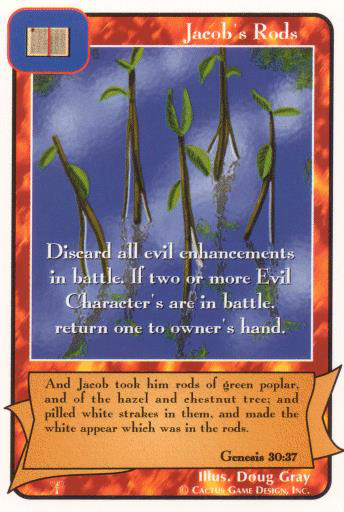 Jacob's Rods
Discard all evil enhancements
in battle. If two or more Evil
Character's are in battle,
return one to owner's hand.
And Jacob took him rods of green poplar,
and of the hazel and chestnut tree; and
pilled white strakes in them, and made the
white appear which was in the rods.
Genesis 30:37
Illus. Doug Gray
© Cactus Game Design, Inc.